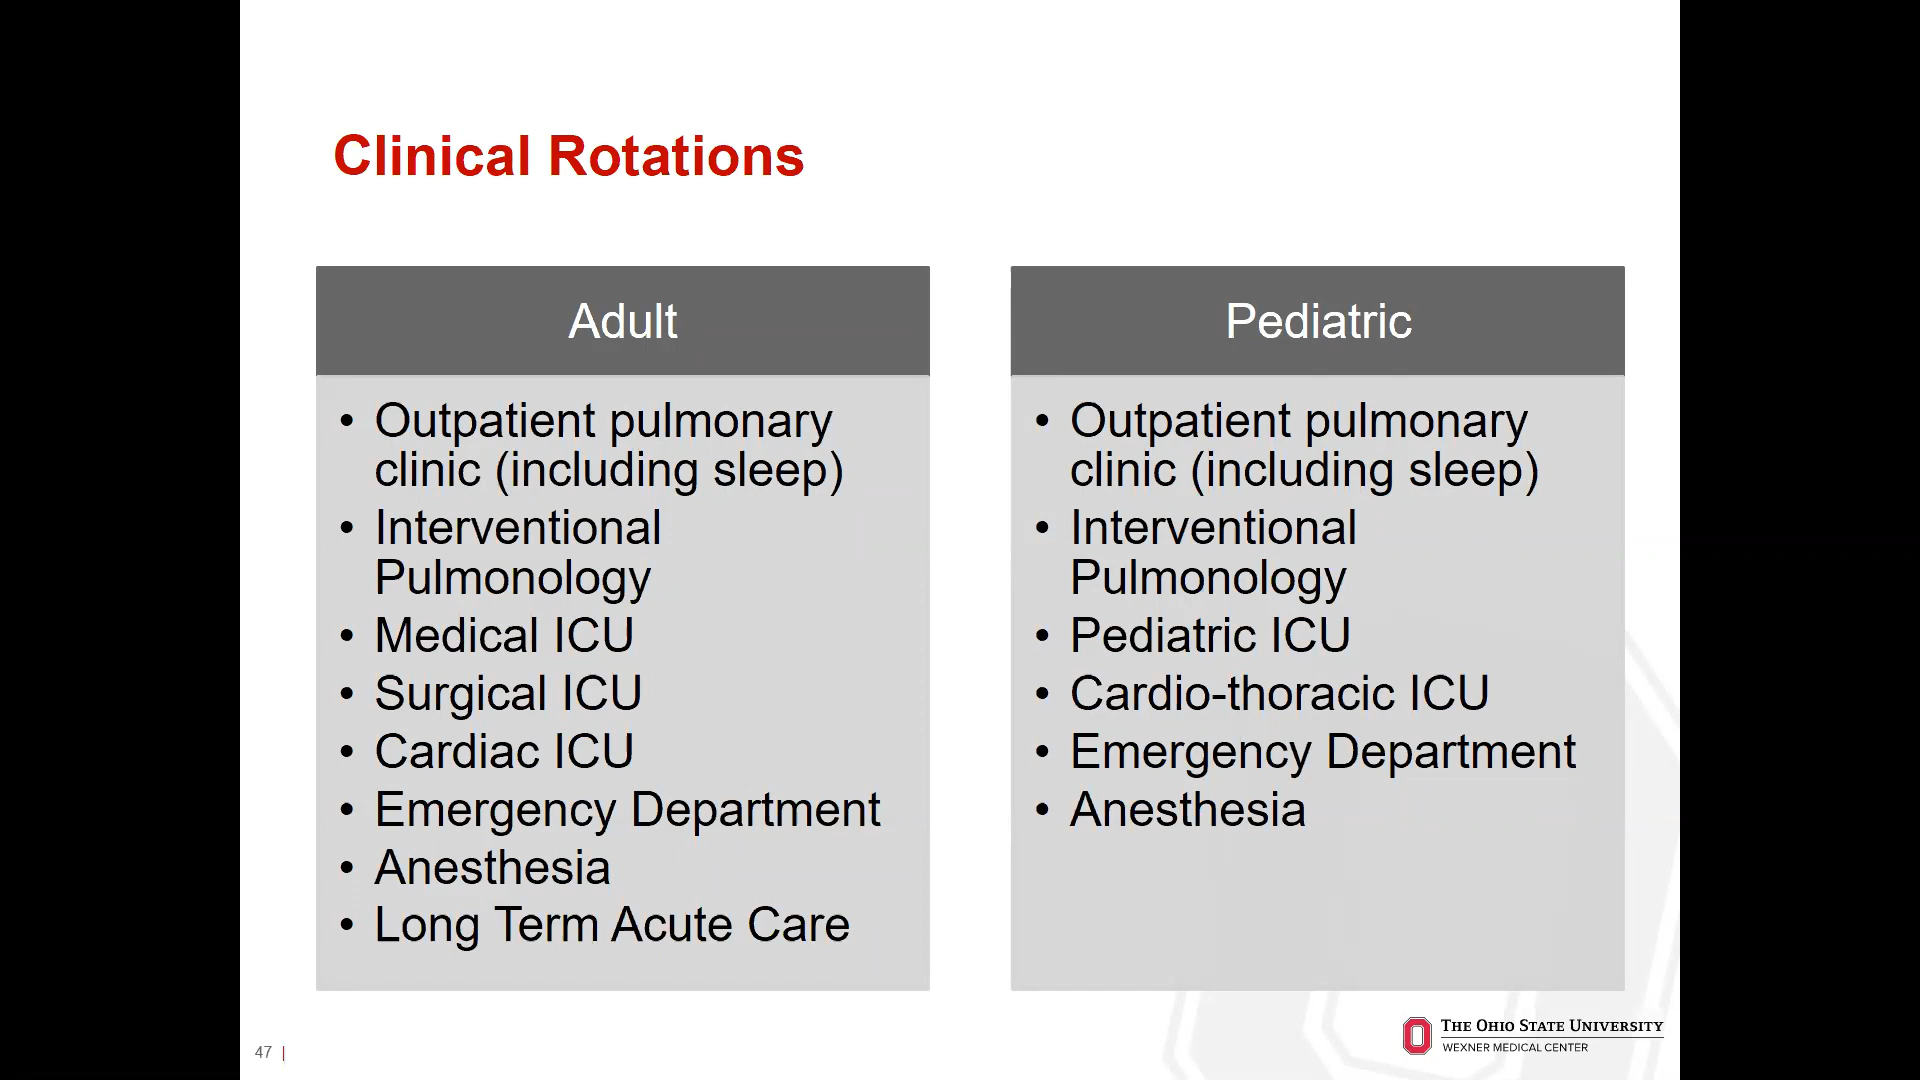 Clinical Rotations
Adult
• Outpatient pulmonary
clinic (including sleep)
• Interventional
Pulmonology
• Medical ICU
• Surgical ICU
• Cardiac ICU
• Emergency Department
• Anesthesia
• Long Term Acute Care
Pediatric
• Outpatient pulmonary
clinic (including sleep)
• Interventional
Pulmonology
• Pediatric ICU
• Cardio-thoracic ICU
• Emergency Department
• Anesthesia
47 |
THE OHIO STATE UNIVERSITY
WEXNER MEDICAL CENTER